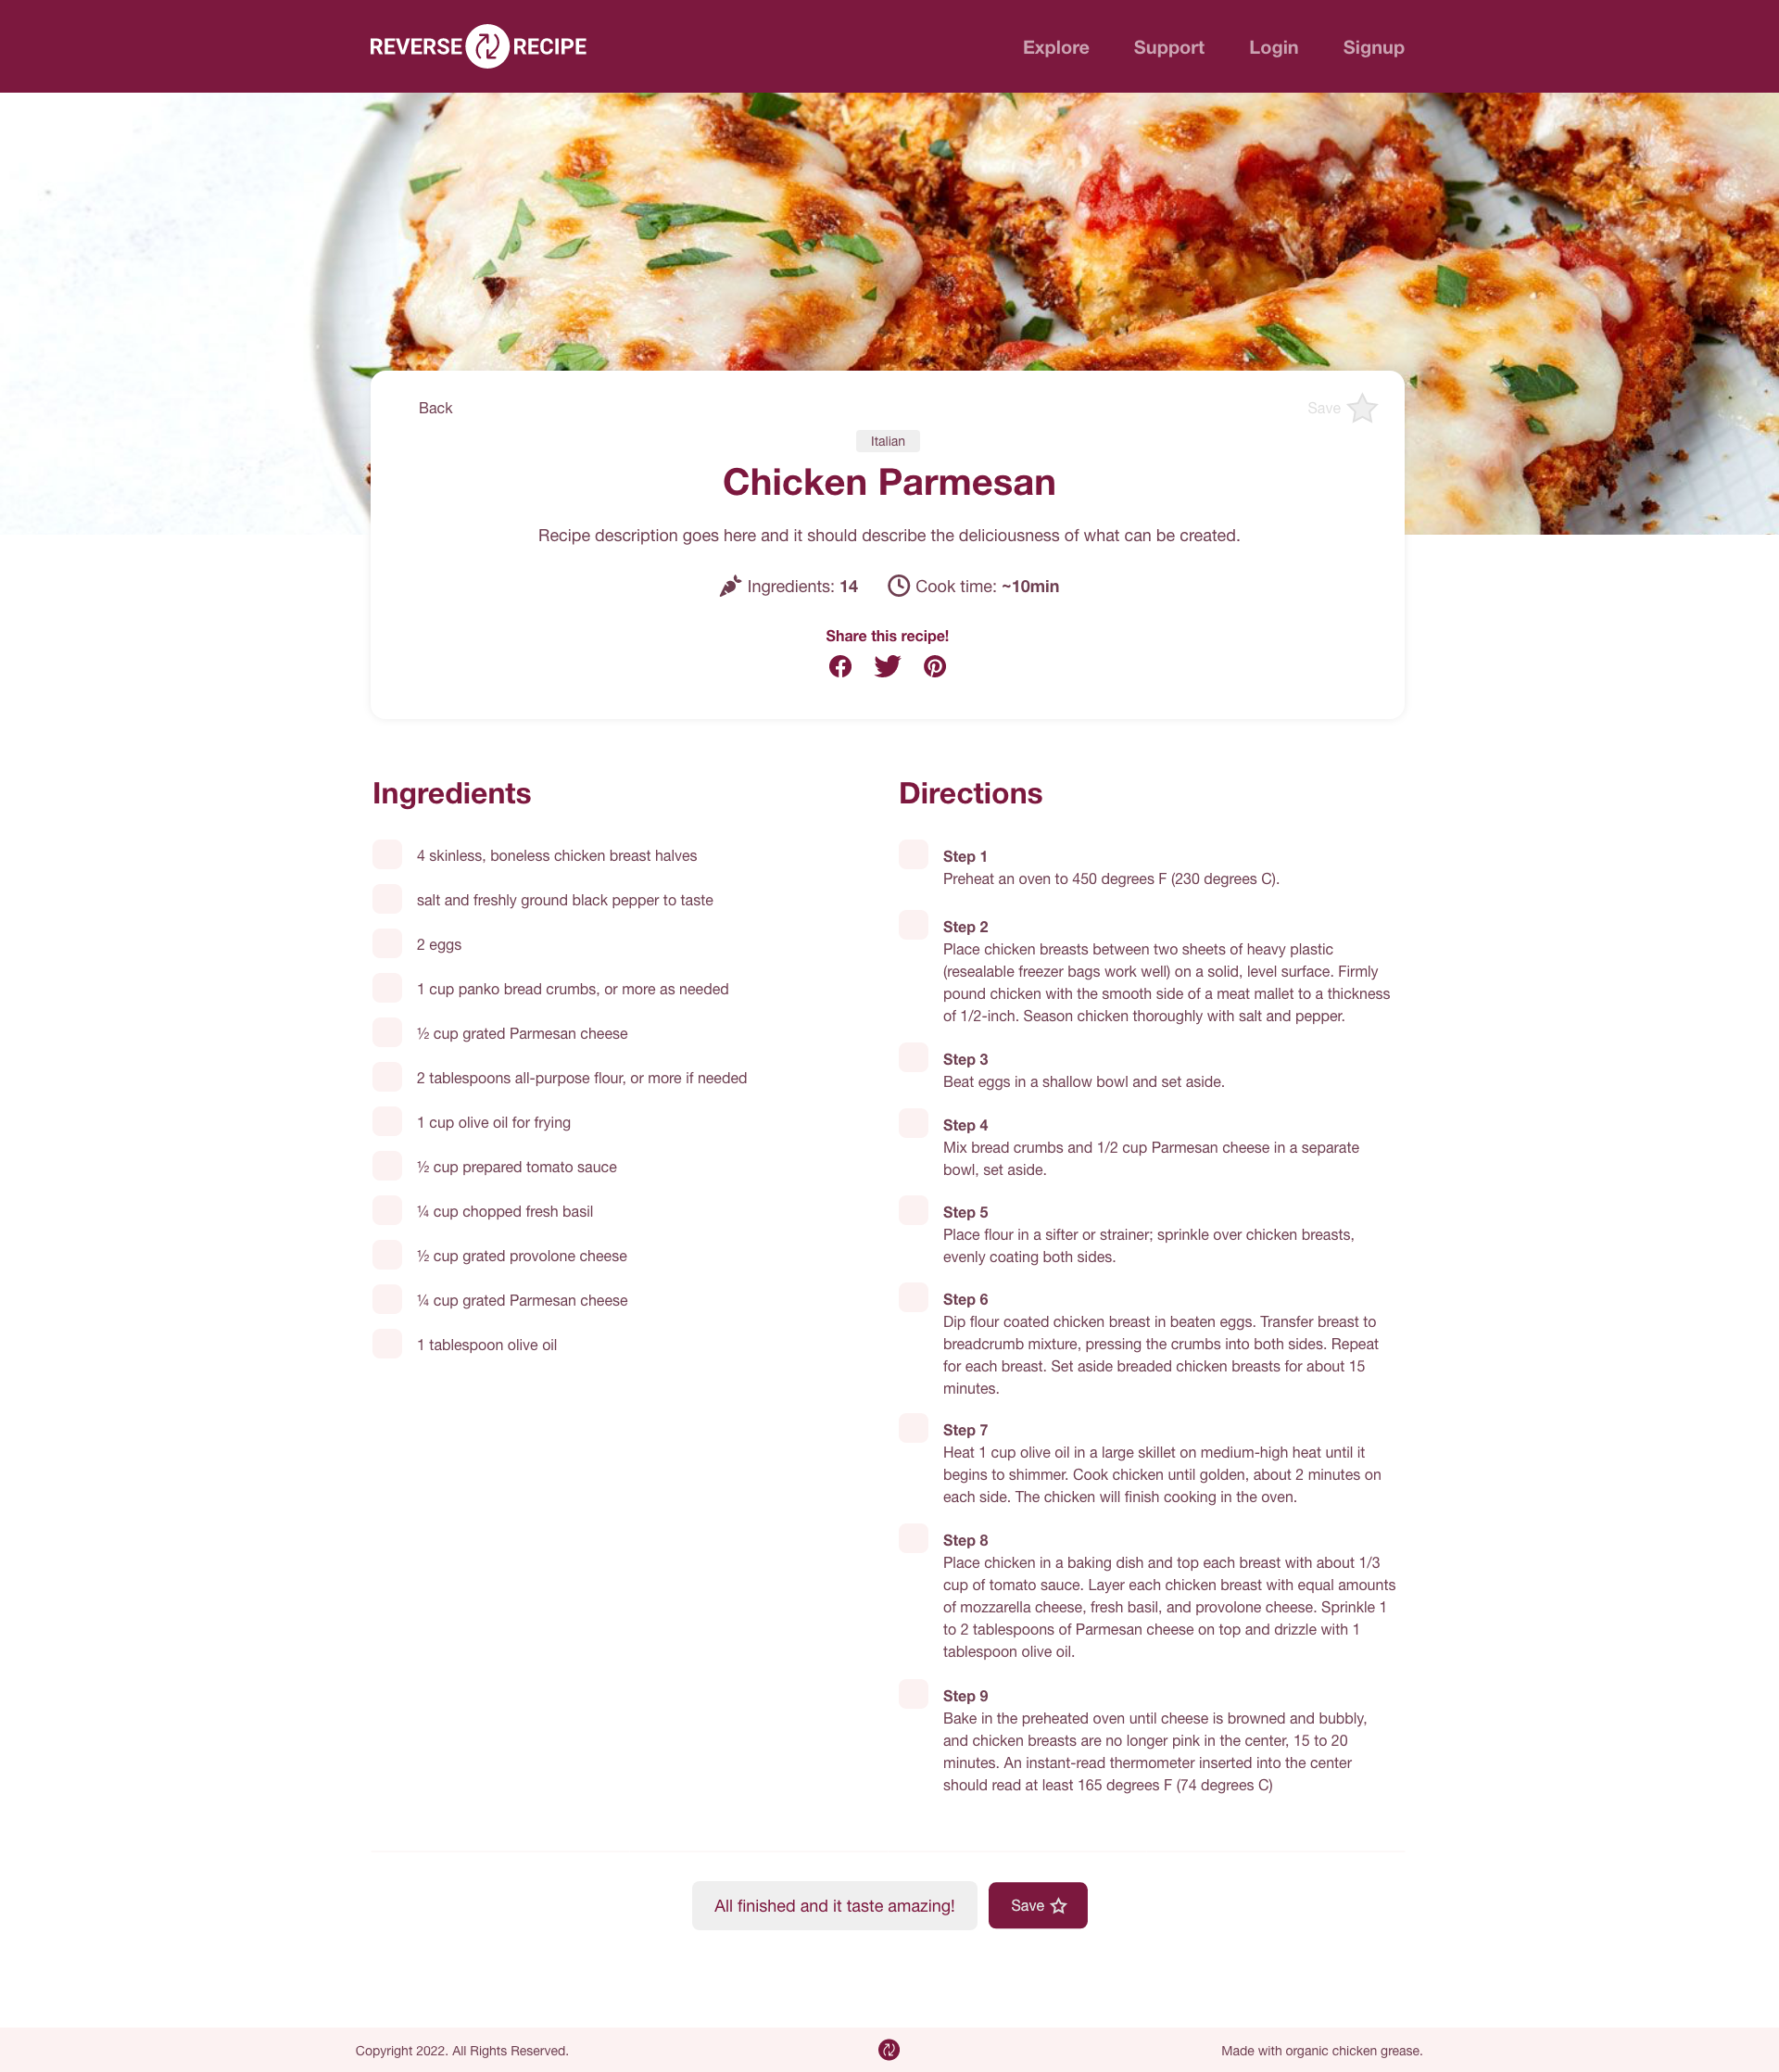 REVERSE RECIPE
Explore Support Login Signup
Back
Save
Italian
Chicken Parmesan
Recipe description goes here and it should describe the deliciousness of what can be created.
Ingredients: 14
Cook time: ~10min
Share this recipe!
Ingredients
4 skinless, boneless chicken breast halves
salt and freshly ground black pepper to taste
2 eggs
1 cup panko bread crumbs, or more as needed
½ cup grated Parmesan cheese
2 tablespoons all-purpose flour, or more if needed
1 cup olive oil for frying
½ cup prepared tomato sauce
¼ cup chopped fresh basil
½ cup grated provolone cheese
¼ cup grated Parmesan cheese
1 tablespoon olive oil
Directions
Step 1
Preheat an oven to 450 degrees F (230 degrees C).
Step 2
Place chicken breasts between two sheets of heavy plastic
(resealable freezer bags work well) on a solid, level surface. Firmly
pound chicken with the smooth side of a meat mallet to a thickness
of 1/2-inch. Season chicken thoroughly with salt and pepper.
Step 3
Beat eggs in a shallow bowl and set aside.
Step 4
Mix bread crumbs and 1/2 cup Parmesan cheese in a separate
bowl, set aside.
Step 5
Place flour in a sifter or strainer; sprinkle over chicken breasts,
evenly coating both sides.
Step 6
Dip flour coated chicken breast in beaten eggs. Transfer breast to
breadcrumb mixture, pressing the crumbs into both sides. Repeat
for each breast. Set aside breaded chicken breasts for about 15
minutes.
Step 7
Heat 1 cup olive oil in a large skillet on medium-high heat until it
begins to shimmer. Cook chicken until golden, about 2 minutes on
each side. The chicken will finish cooking in the oven.
Step 8
Place chicken in a baking dish and top each breast with about 1/3
cup of tomato sauce. Layer each chicken breast with equal amounts
of mozzarella cheese, fresh basil, and provolone cheese. Sprinkle 1
to 2 tablespoons of Parmesan cheese on top and drizzle with 1
tablespoon olive oil.
Step 9
Bake in the preheated oven until cheese is browned and bubbly,
and chicken breasts are no longer pink in the center, 15 to 20
minutes. An instant-read thermometer inserted into the center
should read at least 165 degrees F (74 degrees C)
All finished and it taste amazing!
Save
Copyright 2022. All Rights Reserved.
Made with organic chicken grease.